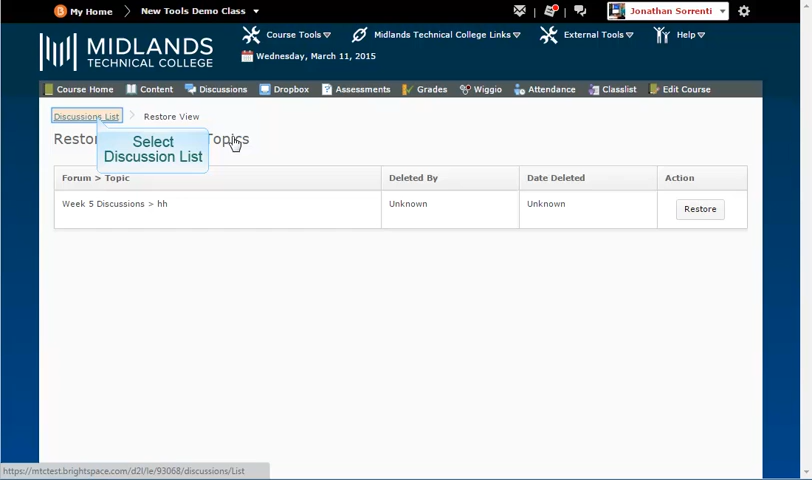 My Home
New Tools Demo Class
Jonathan Sorrenti
MIDLANDS
TECHNICAL COLLEGE
Course Tools
Midlands Technical College Links
External Tools
Help
Wednesday, March 11, 2015
Course Home
Content
Discussions
Dropbox
Assessments
Grades
Wiggio
Attendance
Classlist
Edit Course
Discussions List
Restore View
Topics
Select
Discussion List
Forum > Topic
Deleted By
Date Deleted
Action
Week 5 Discussions > hh
Unknown
Unknown
Restore
https://mtctest.brightspace.com/d2l/le/93068/discussions/List